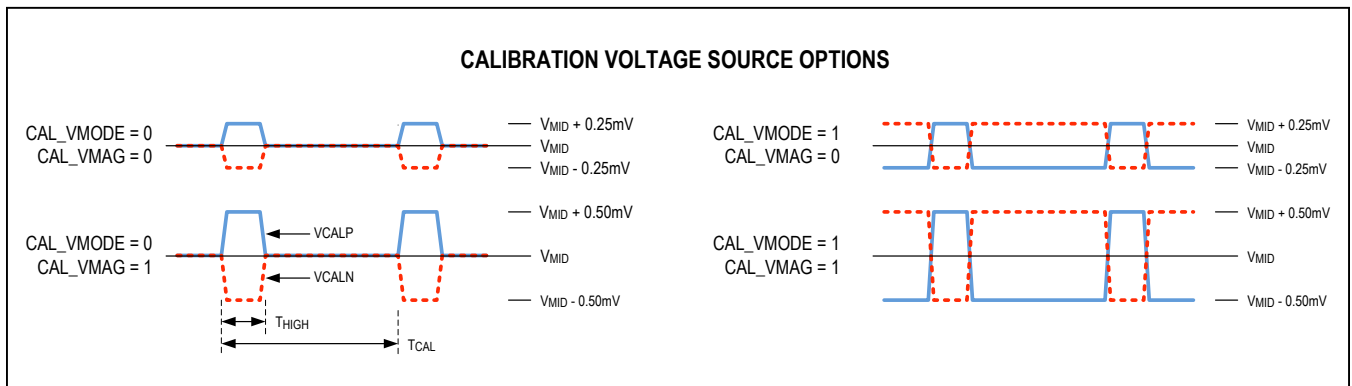 CALIBRATION VOLTAGE SOURCE OPTIONS
CAL_VMODE = 0
CAL_VMAG = 0
VMID + 0.25mV
VMID
VMID - 0.25mV
CAL_VMODE = 0
CAL_VMAG = 1
VCALP
VCALN
VMID + 0.50mV
VMID
VMID - 0.50mV
THIGH
TCAL
CAL_VMODE = 1
CAL_VMAG = 0
VMID + 0.25mV
VMID
VMID - 0.25mV
CAL_VMODE = 1
CAL_VMAG = 1
VMID + 0.50mV
VMID
VMID - 0.50mV